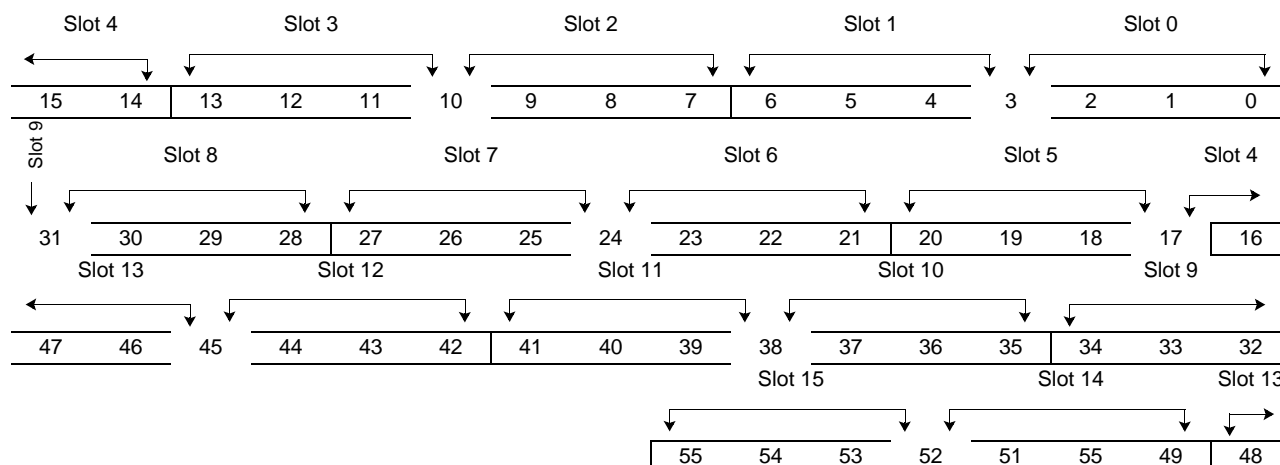 Slot 4 Slot 3 Slot 2 Slot 1 Slot 0
15 14 13 12 11 10 9 8 7 6 5 4 3 2 1 0
Slot 9
Slot 8 Slot 7 Slot 6 Slot 5 Slot 4
31 30 29 28 27 26 25 24 23 22 21 20 19 18 17 16
Slot 13 Slot 12 Slot 11 Slot 10 Slot 9
47 46 45 44 43 42 41 40 39 38 37 36 35 34 33 32
Slot 15 Slot 14 Slot 13
55 54 53 52 51 55 49 48